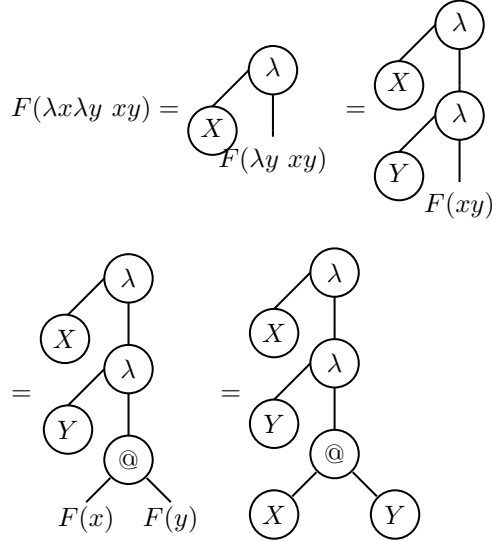 F(λxλy xy) =
λ
X
F(λy xy)
=
λ
X
λ
Y
F(xy)
=
λ
X
λ
Y
@
F(x) F(y)
=
λ
X
λ
Y
@
X Y